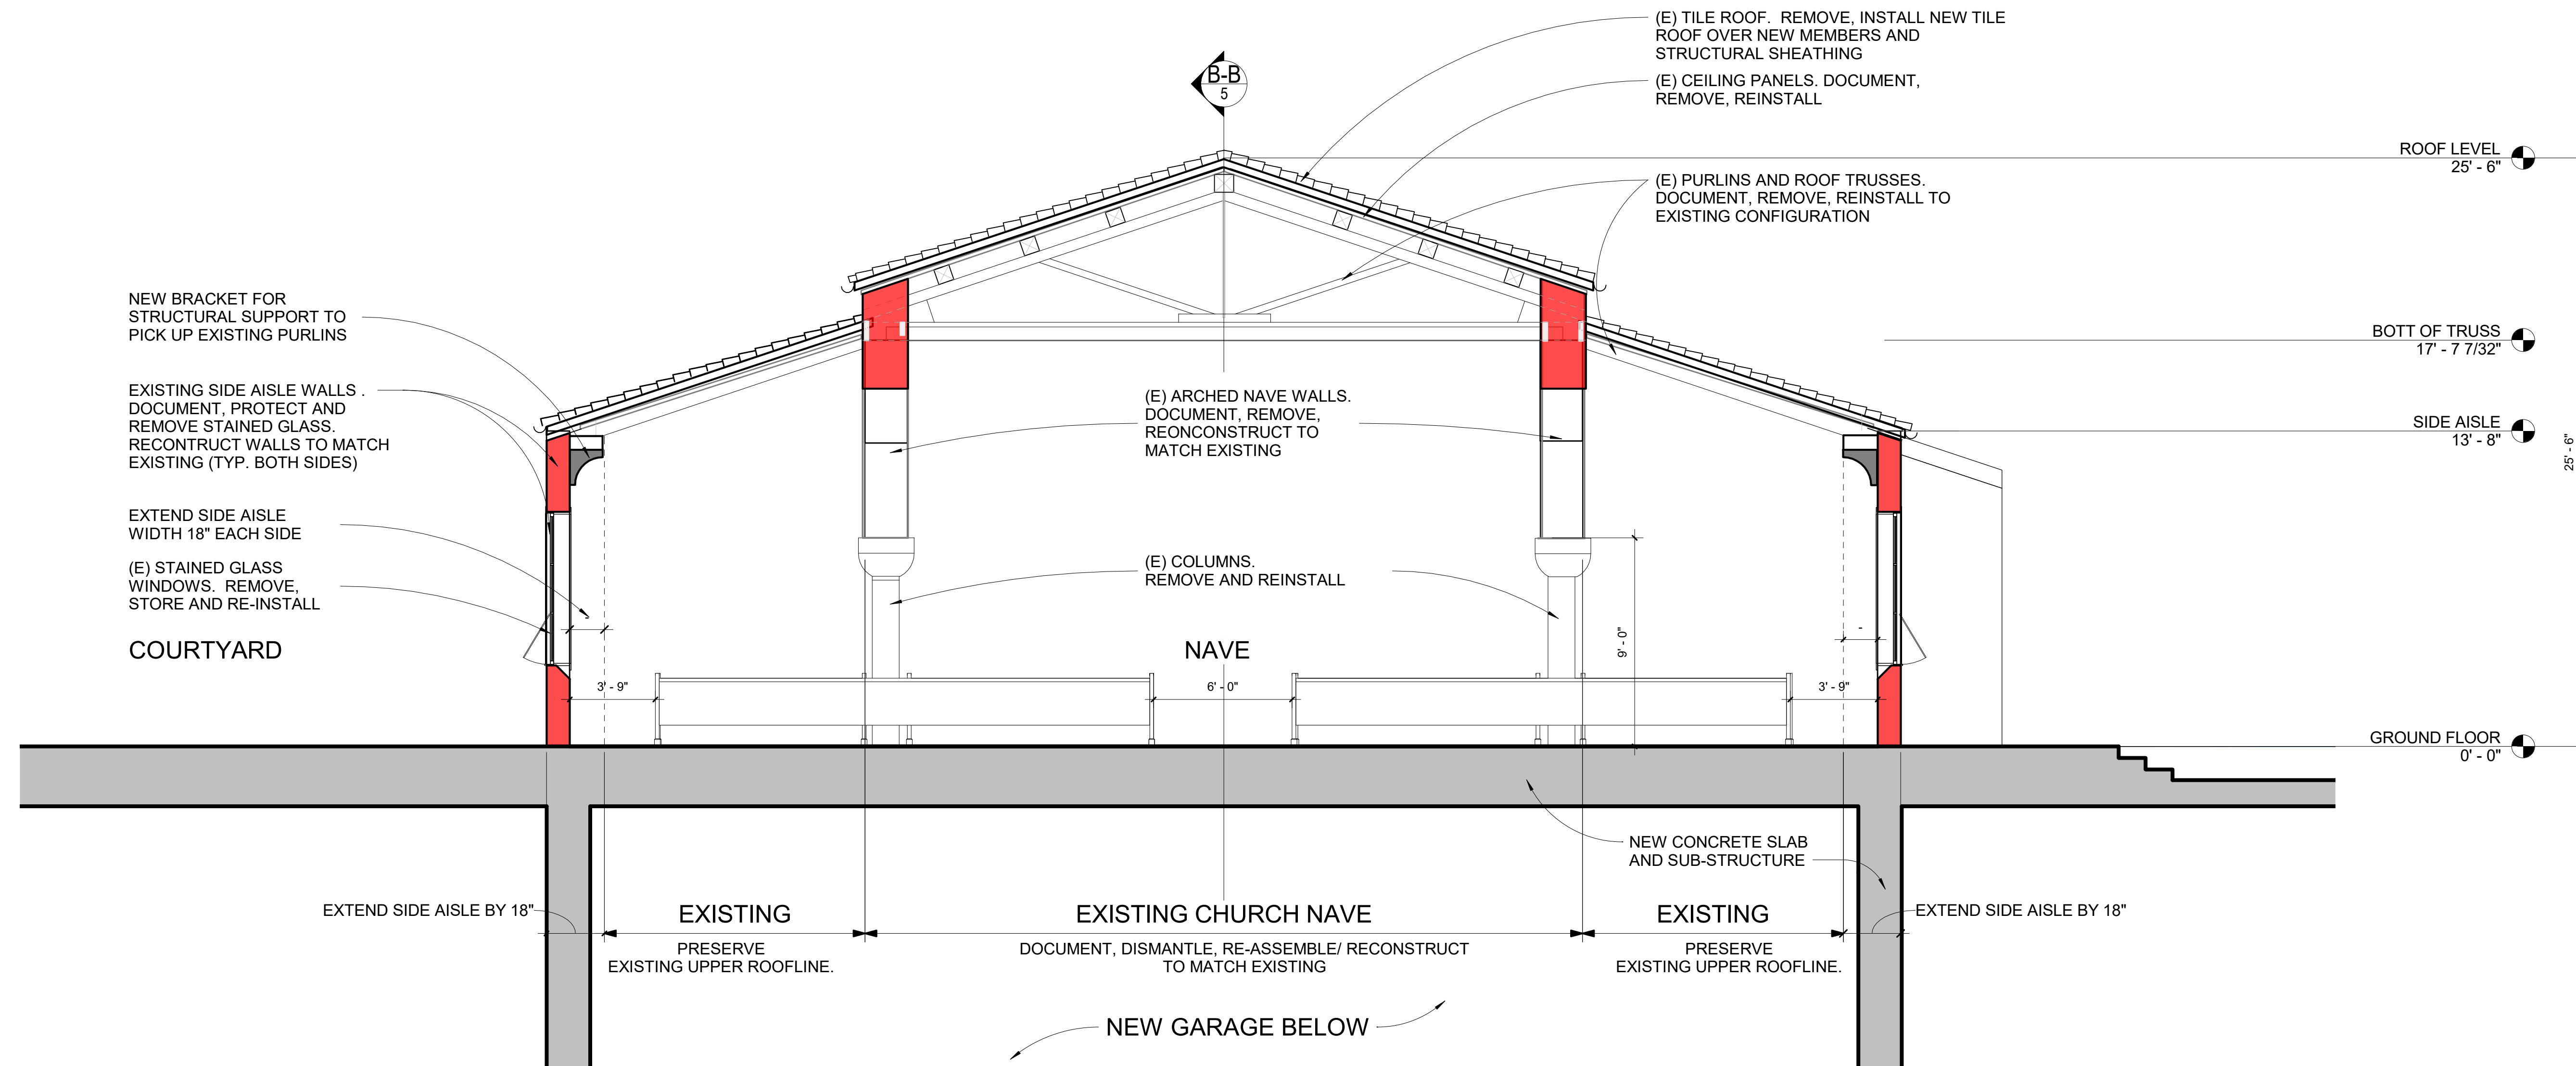 (E) TILE ROOF. REMOVE, INSTALL NEW TILE
ROOF OVER NEW MEMBERS AND
STRUCTURAL SHEATHING
(E) CEILING PANELS. DOCUMENT,
REMOVE, REINSTALL
B-B
5
ROOF LEVEL
25' - 6"
(E) PURLINS AND ROOF TRUSSES.
DOCUMENT, REMOVE, REINSTALL TO
EXISTING CONFIGURATION
NEW BRACKET FOR
STRUCTURAL SUPPORT TO
PICK UP EXISTING PURLINS
BOTT OF TRUSS
17' - 7 7/32"
EXISTING SIDE AISLE WALLS .
DOCUMENT, PROTECT AND
REMOVE STAINED GLASS.
RECONTRUCT WALLS TO MATCH
EXISTING (TYP. BOTH SIDES)
(E) ARCHED NAVE WALLS.
DOCUMENT, REMOVE,
REONCONSTRUCT TO
MATCH EXISTING
SIDE AISLE
13' - 8"
25' - 6"
EXTEND SIDE AISLE
WIDTH 18" EACH SIDE
(E) STAINED GLASS
WINDOWS. REMOVE,
STORE AND RE-INSTALL
(E) COLUMNS.
REMOVE AND REINSTALL
COURTYARD
NAVE
9' - 0"
3' - 9"
6' - 0"
3' - 9"
GROUND FLOOR
0' - 0"
NEW CONCRETE SLAB
AND SUB-STRUCTURE
EXTEND SIDE AISLE BY 18"
EXISTING
EXISTING CHURCH NAVE
EXISTING
EXTEND SIDE AISLE BY 18"
PRESERVE
EXISTING UPPER ROOFLINE.
DOCUMENT, DISMANTLE, RE-ASSEMBLE/ RECONSTRUCT
TO MATCH EXISTING
PRESERVE
EXISTING UPPER ROOFLINE.
NEW GARAGE BELOW